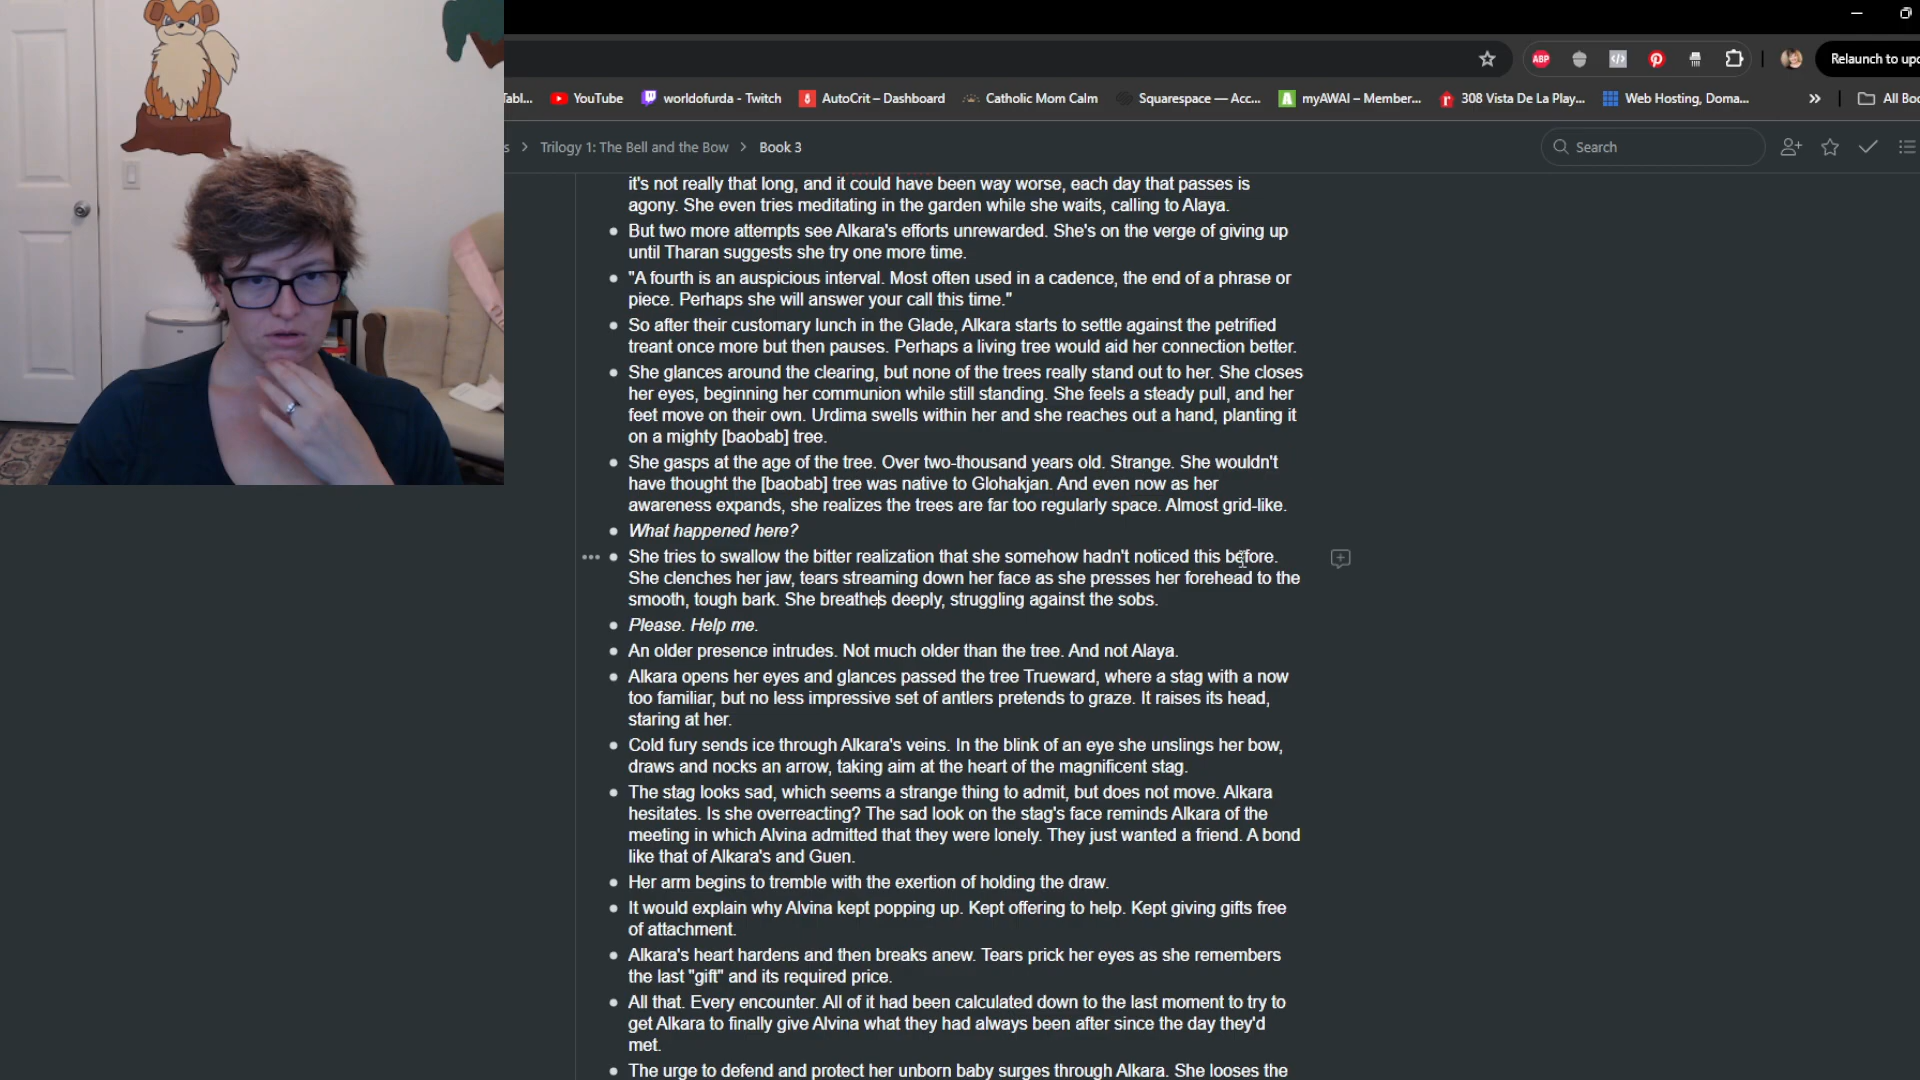 Relaunch to upd
ABP
Tabl...
YouTube
worldofurda - Twitch
AutoCrit – Dashboard
Catholic Mom Calm
Squarespace — Acc...
myAWAI – Member...
308 Vista De La Play...
Web Hosting, Doma...
»
All Boo
s > Trilogy 1: The Bell and the Bow > Book 3
Search
it's not really that long, and it could have been way worse, each day that passes is
agony. She even tries meditating in the garden while she waits, calling to Alaya.
But two more attempts see Alkara's efforts unrewarded. She's on the verge of giving up
until Tharan suggests she try one more time.
"A fourth is an auspicious interval. Most often used in a cadence, the end of a phrase or
piece. Perhaps she will answer your call this time."
So after their customary lunch in the Glade, Alkara starts to settle against the petrified
treant once more but then pauses. Perhaps a living tree would aid her connection better.
She glances around the clearing, but none of the trees really stand out to her. She closes
her eyes, beginning her communion while still standing. She feels a steady pull, and her
feet move on their own. Urdima swells within her and she reaches out a hand, planting it
on a mighty [baobab] tree.
She gasps at the age of the tree. Over two-thousand years old. Strange. She wouldn't
have thought the [baobab] tree was native to Glohakjan. And even now as her
awareness expands, she realizes the trees are far too regularly space. Almost grid-like.
What happened here?
She tries to swallow the bitter realization that she somehow hadn't noticed this before.
She clenches her jaw, tears streaming down her face as she presses her forehead to the
smooth, tough bark. She breathes deeply, struggling against the sobs.
Please. Help me.
An older presence intrudes. Not much older than the tree. And not Alaya.
Alkara opens her eyes and glances passed the tree Trueward, where a stag with a now
too familiar, but no less impressive set of antlers pretends to graze. It raises its head,
staring at her.
Cold fury sends ice through Alkara's veins. In the blink of an eye she unslings her bow,
draws and nocks an arrow, taking aim at the heart of the magnificent stag.
The stag looks sad, which seems a strange thing to admit, but does not move. Alkara
hesitates. Is she overreacting? The sad look on the stag's face reminds Alkara of the
meeting in which Alvina admitted that they were lonely. They just wanted a friend. A bond
like that of Alkara's and Guen.
Her arm begins to tremble with the exertion of holding the draw.
It would explain why Alvina kept popping up. Kept offering to help. Kept giving gifts free
of attachment.
Alkara's heart hardens and then breaks anew. Tears prick her eyes as she remembers
the last "gift" and its required price.
All that. Every encounter. All of it had been calculated down to the last moment to try to
get Alkara to finally give Alvina what they had always been after since the day they'd
met.
The urge to defend and protect her unborn baby surges through Alkara. She looses the